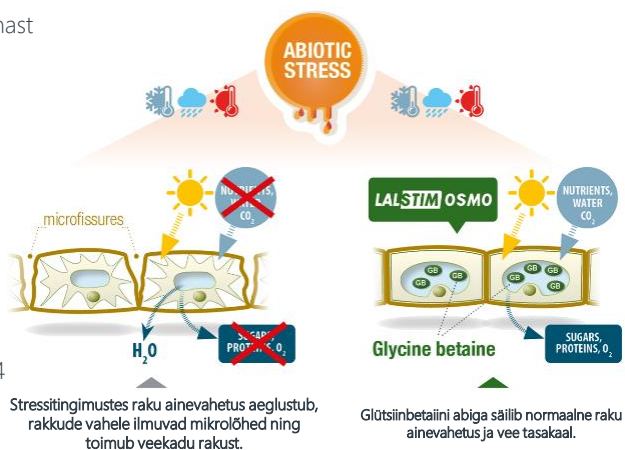 nast
ABIOTIC
STRESS
NUTRIENTS,
WATER
CO₂
LALSTIM OSMO
NUTRIENTS,
WATER
CO₂
microfissures
GB GB
GB GB GB GB GB
H₂O
SUGARS,
PROTEINS, O₂
Glycine betaine
SUGARS,
PROTEINS, O₂
4
Stressitingimustes raku ainevahetus aeglustub,
rakkude vahele ilmuvad mikrolõhed ning
toimub veekadu rakust.
Glütsiinbetaiini abiga säilib normaalne raku
ainevahetus ja vee tasakaal.